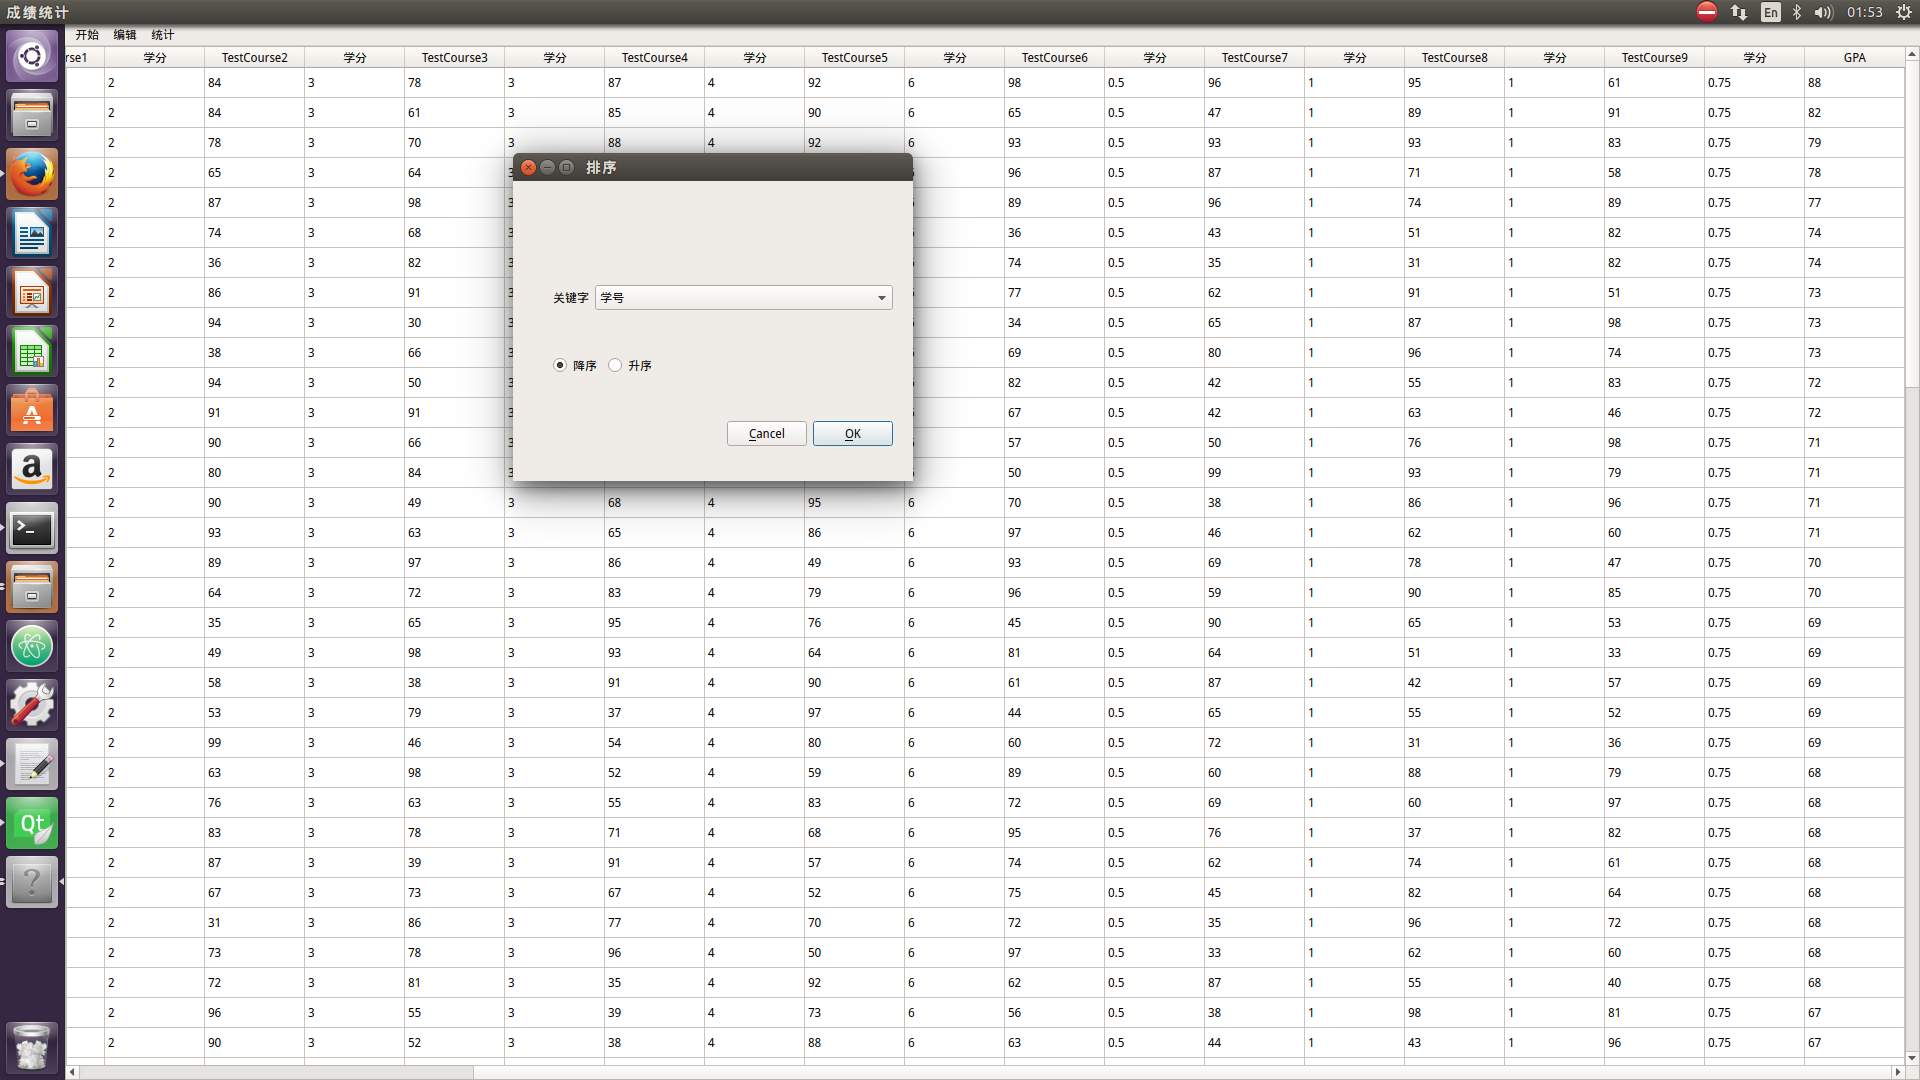 成绩统计 En 01:53
开始 编辑 统计
rse1 学分 TestCourse2 学分 TestCourse3 学分 TestCourse4 学分 TestCourse5 学分 TestCourse6 学分 TestCourse7 学分 TestCourse8 学分 TestCourse9 学分 GPA
2 84 3 78 3 87 4 92 6 98 0.5 96 1 95 1 61 0.75 88
2 84 3 61 3 85 4 90 6 65 0.5 47 1 89 1 91 0.75 82
2 78 3 70 3 88 4 92 6 93 0.5 93 1 93 1 83 0.75 79
2 65 3 64 96 0.5 87 1 71 1 58 0.75 78
2 87 3 98 89 0.5 96 1 74 1 89 0.75 77
2 74 3 68 36 0.5 43 1 51 1 82 0.75 74
2 36 3 82 74 0.5 35 1 31 1 82 0.75 74
2 86 3 91 77 0.5 62 1 91 1 51 0.75 73
2 94 3 30 34 0.5 65 1 87 1 98 0.75 73
2 38 3 66 69 0.5 80 1 96 1 74 0.75 73
2 94 3 50 82 0.5 42 1 55 1 83 0.75 72
2 91 3 91 67 0.5 42 1 63 1 46 0.75 72
2 90 3 66 57 0.5 50 1 76 1 98 0.75 71
2 80 3 84 50 0.5 99 1 93 1 79 0.75 71
2 90 3 49 3 68 4 95 6 70 0.5 38 1 86 1 96 0.75 71
2 93 3 63 3 65 4 86 6 97 0.5 46 1 62 1 60 0.75 71
2 89 3 97 3 86 4 49 6 93 0.5 69 1 78 1 47 0.75 70
2 64 3 72 3 83 4 79 6 96 0.5 59 1 90 1 85 0.75 70
2 35 3 65 3 95 4 76 6 45 0.5 90 1 65 1 53 0.75 69
2 49 3 98 3 93 4 64 6 81 0.5 64 1 51 1 33 0.75 69
2 58 3 38 3 91 4 90 6 61 0.5 87 1 42 1 57 0.75 69
2 53 3 79 3 37 4 97 6 44 0.5 65 1 55 1 52 0.75 69
2 99 3 46 3 54 4 80 6 60 0.5 72 1 31 1 36 0.75 69
2 63 3 98 3 52 4 59 6 89 0.5 60 1 88 1 79 0.75 68
2 76 3 63 3 55 4 83 6 72 0.5 69 1 60 1 97 0.75 68
2 83 3 78 3 71 4 68 6 95 0.5 76 1 37 1 82 0.75 68
2 87 3 39 3 91 4 57 6 74 0.5 62 1 74 1 61 0.75 68
2 67 3 73 3 67 4 52 6 75 0.5 45 1 82 1 64 0.75 68
2 31 3 86 3 77 4 70 6 72 0.5 35 1 96 1 72 0.75 68
2 73 3 78 3 96 4 50 6 97 0.5 33 1 62 1 60 0.75 68
2 72 3 81 3 35 4 92 6 62 0.5 87 1 55 1 40 0.75 68
2 96 3 55 3 39 4 73 6 56 0.5 38 1 98 1 81 0.75 67
2 90 3 52 3 38 4 88 6 63 0.5 44 1 43 1 96 0.75 67
排序
关键字 学号
降序 升序
Cancel OK
Qt